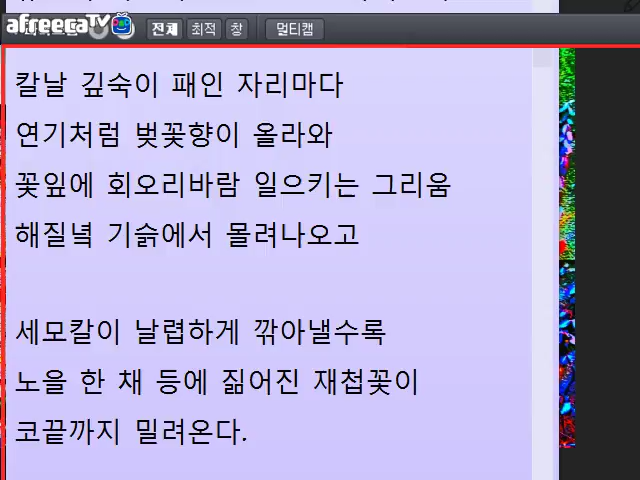 afreecaTV
전체 최적 창 멀티캠
칼날 깊숙이 패인 자리마다
연기처럼 벚꽃향이 올라와
꽃잎에 회오리바람 일으키는 그리움
해질녘 기슭에서 몰려나오고
세모칼이 날렵하게 깎아낼수록
노을 한 채 등에 짊어진 재첩꽃이
코끝까지 밀려온다.